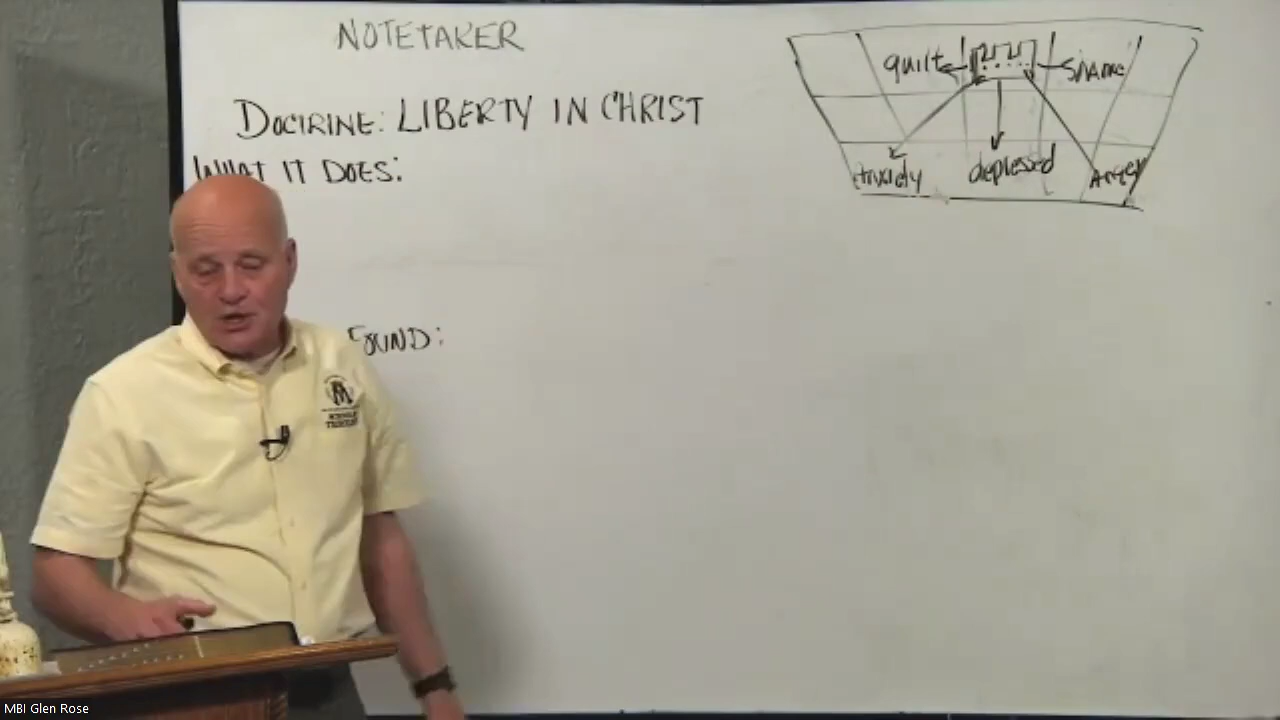 NOTETAKER
DOCTRINE: LIBERTY IN CHRIST
WHAT IT DOES:
FOUND:
guilt
shame
anxiety
depressed
Anger
MBI Glen Rose